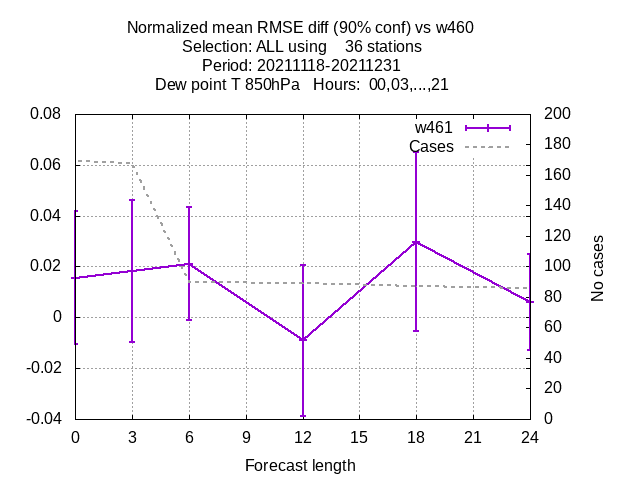 Normalized mean RMSE diff (90% conf) vs w460
Selection: ALL using    36 stations
Period: 20211118-20211231
Dew point T 850hPa   Hours:  00,03,...,21
w461
Cases
0.08
0.06
0.04
0.02
0
-0.02
-0.04
200
180
160
140
120
100
80
60
40
20
0
No cases
0 3 6 9 12 15 18 21 24
Forecast length